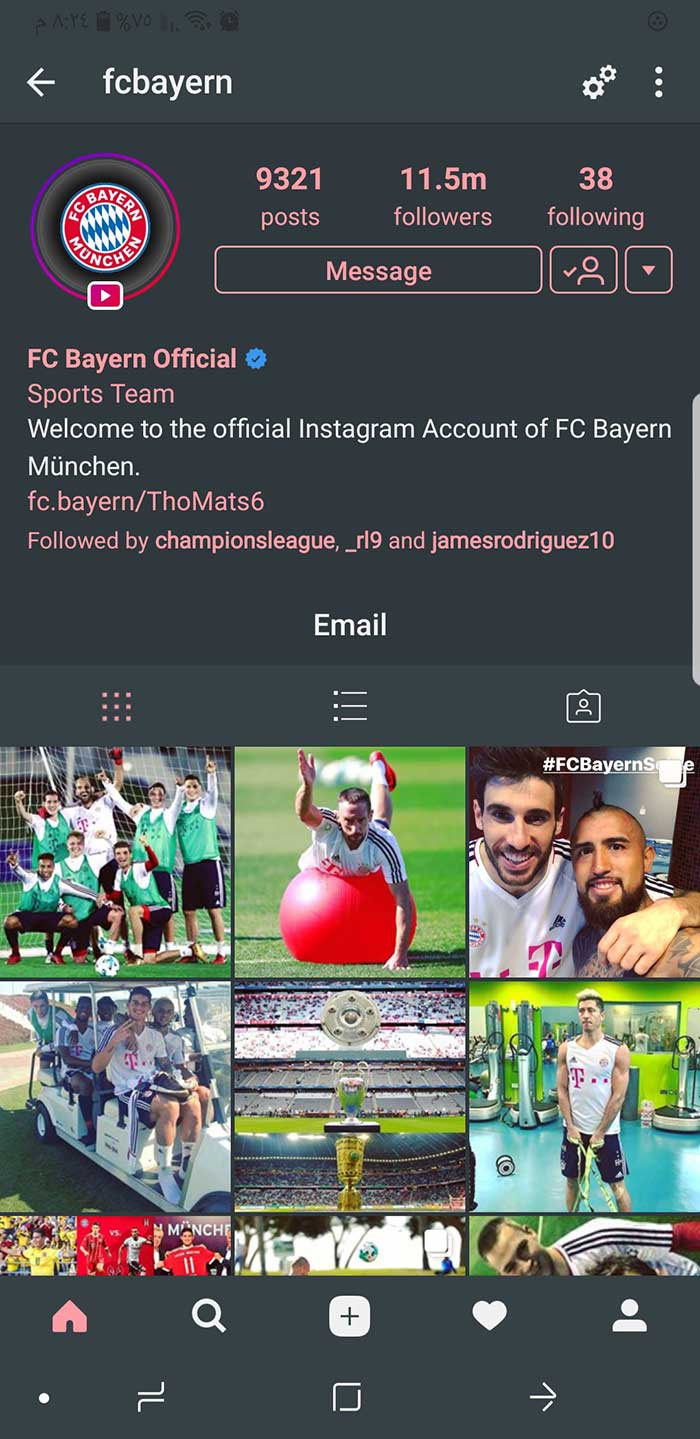 م ٨:٢٤ %٧٥
fcbayern
FC BAYERN
MÜNCHEN
9321 11.5m 38
posts followers following
Message
FC Bayern Official
Sports Team
Welcome to the official Instagram Account of FC Bayern
München.
fc.bayern/ThoMats6
Followed by championsleague, _rl9 and jamesrodriguez10
Email
#FCBayernS
T
T
T
VS.
N MÜNCHE
11